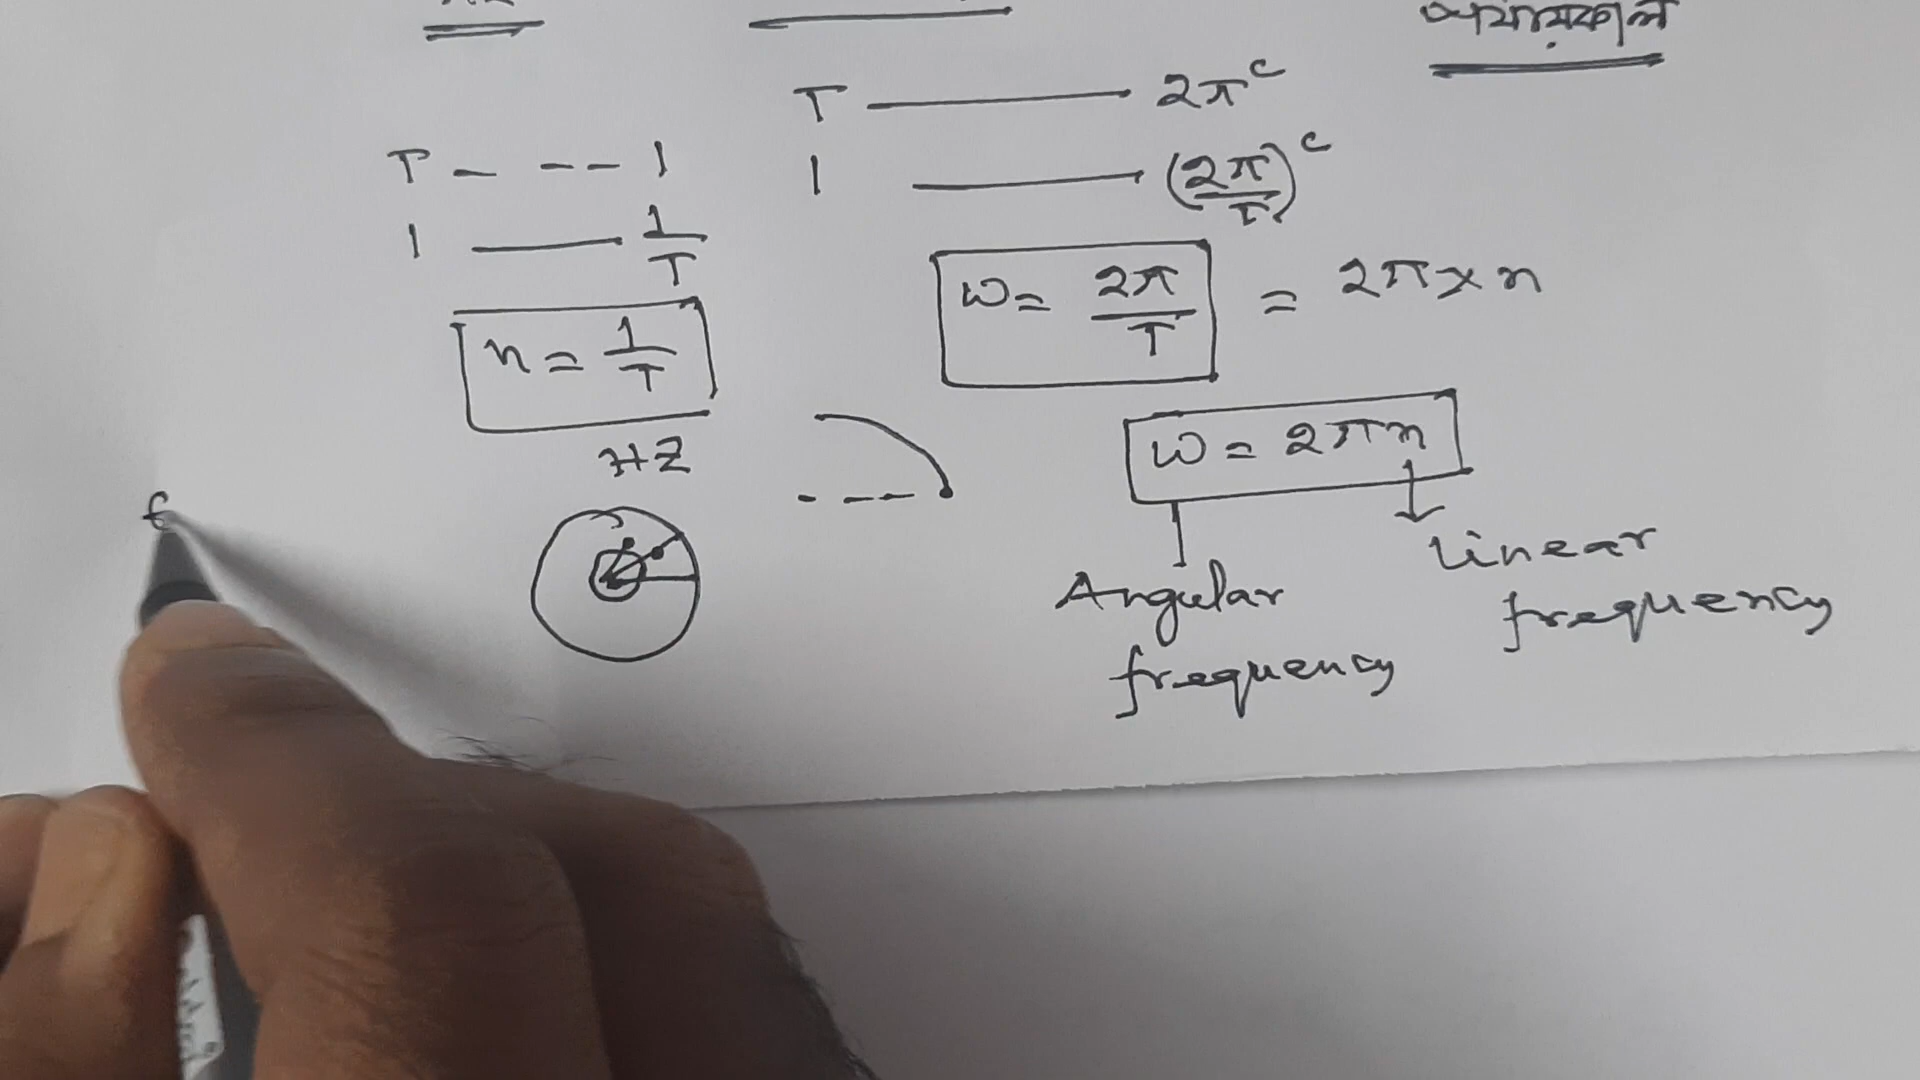 পর্যায়কাল
T ——— 2π^c
T - --- 1
1 ——— (2π/T)^c
1 ——— 1/T
ω = 2π/T = 2π × n
n = 1/T
ω = 2πn
HZ
f
Linear
frequency
Angular
frequency